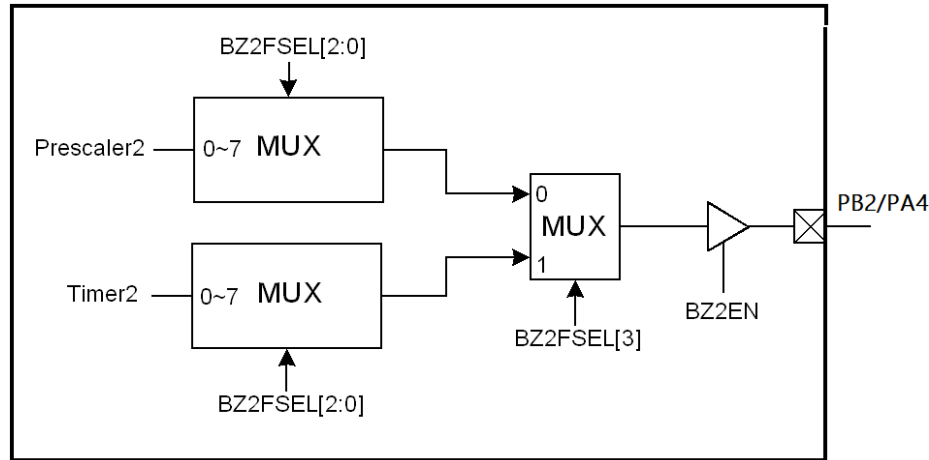 BZ2FSEL[2:0]
Prescaler2
0~7 MUX
0
MUX
1
PB2/PA4
Timer2
0~7 MUX
BZ2FSEL[3]
BZ2EN
BZ2FSEL[2:0]